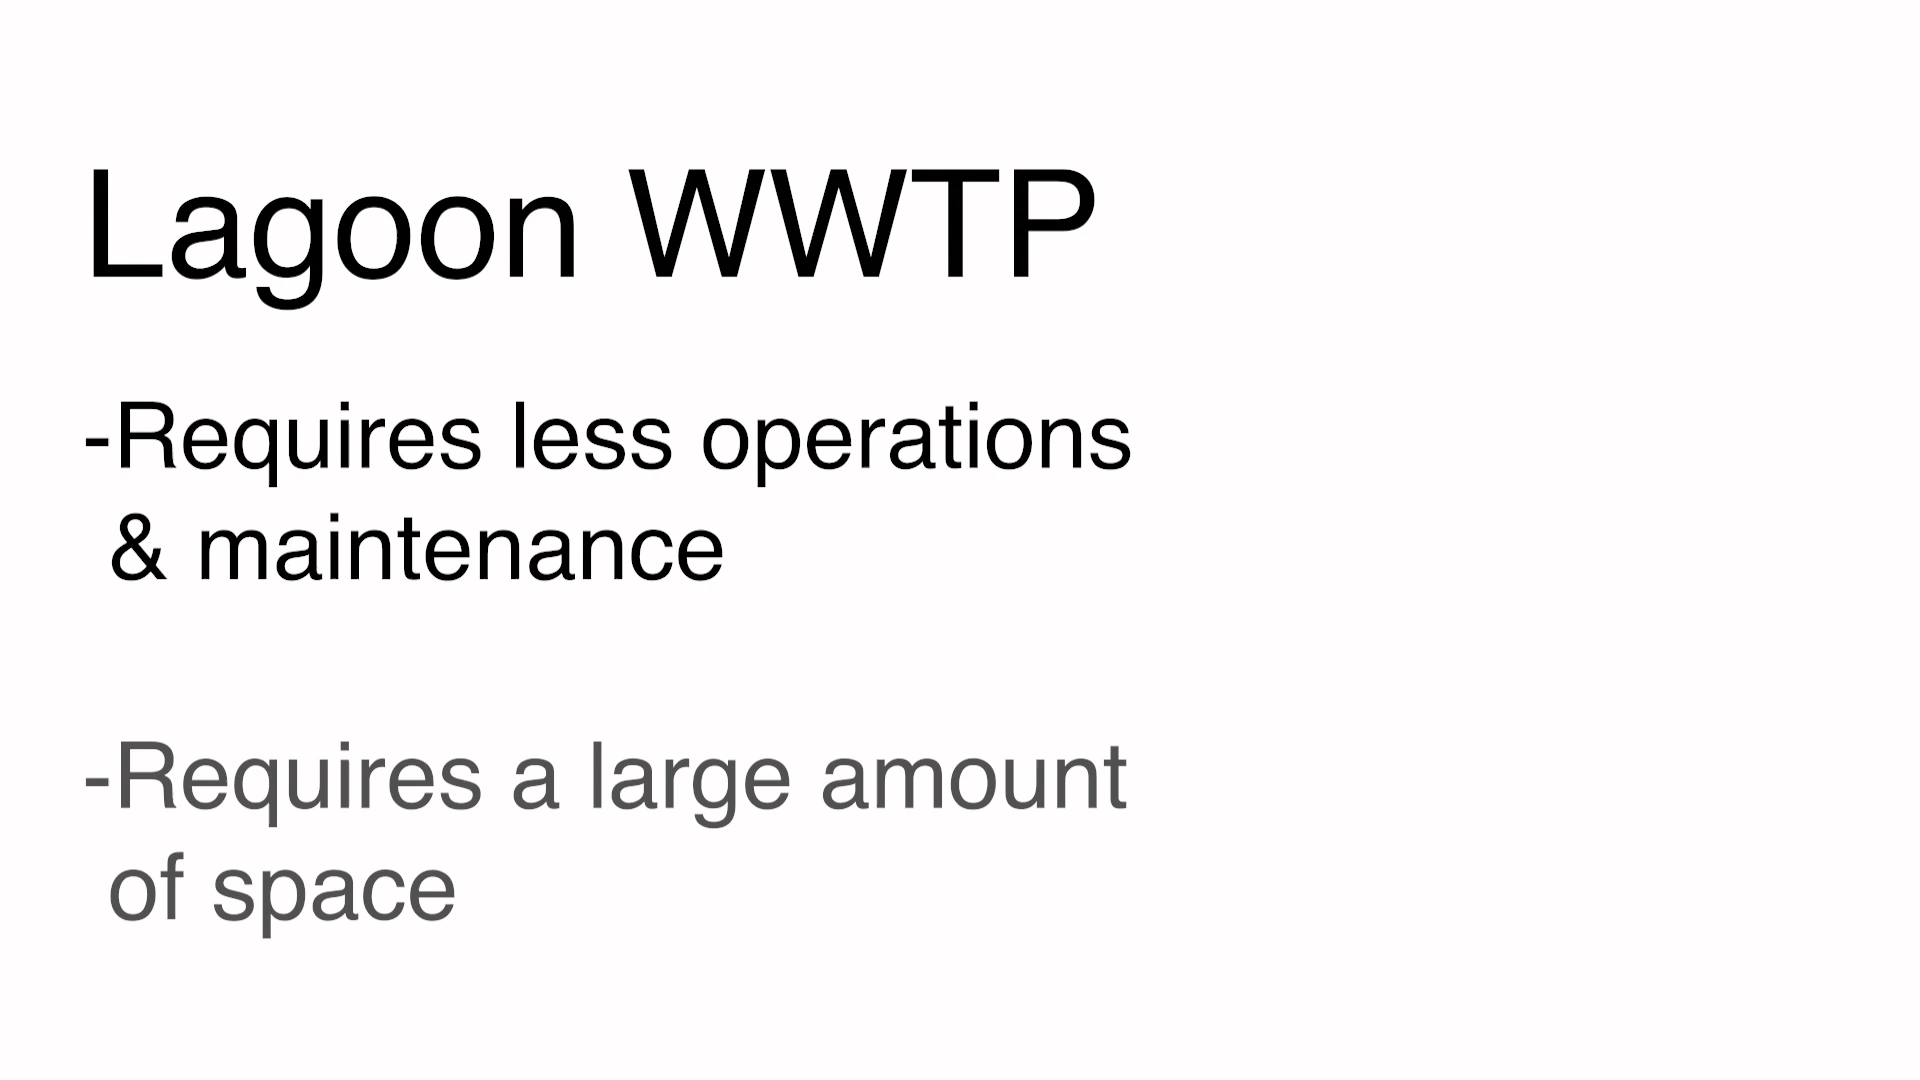 Lagoon WWTP
-Requires less operations
& maintenance
-Requires a large amount
of space